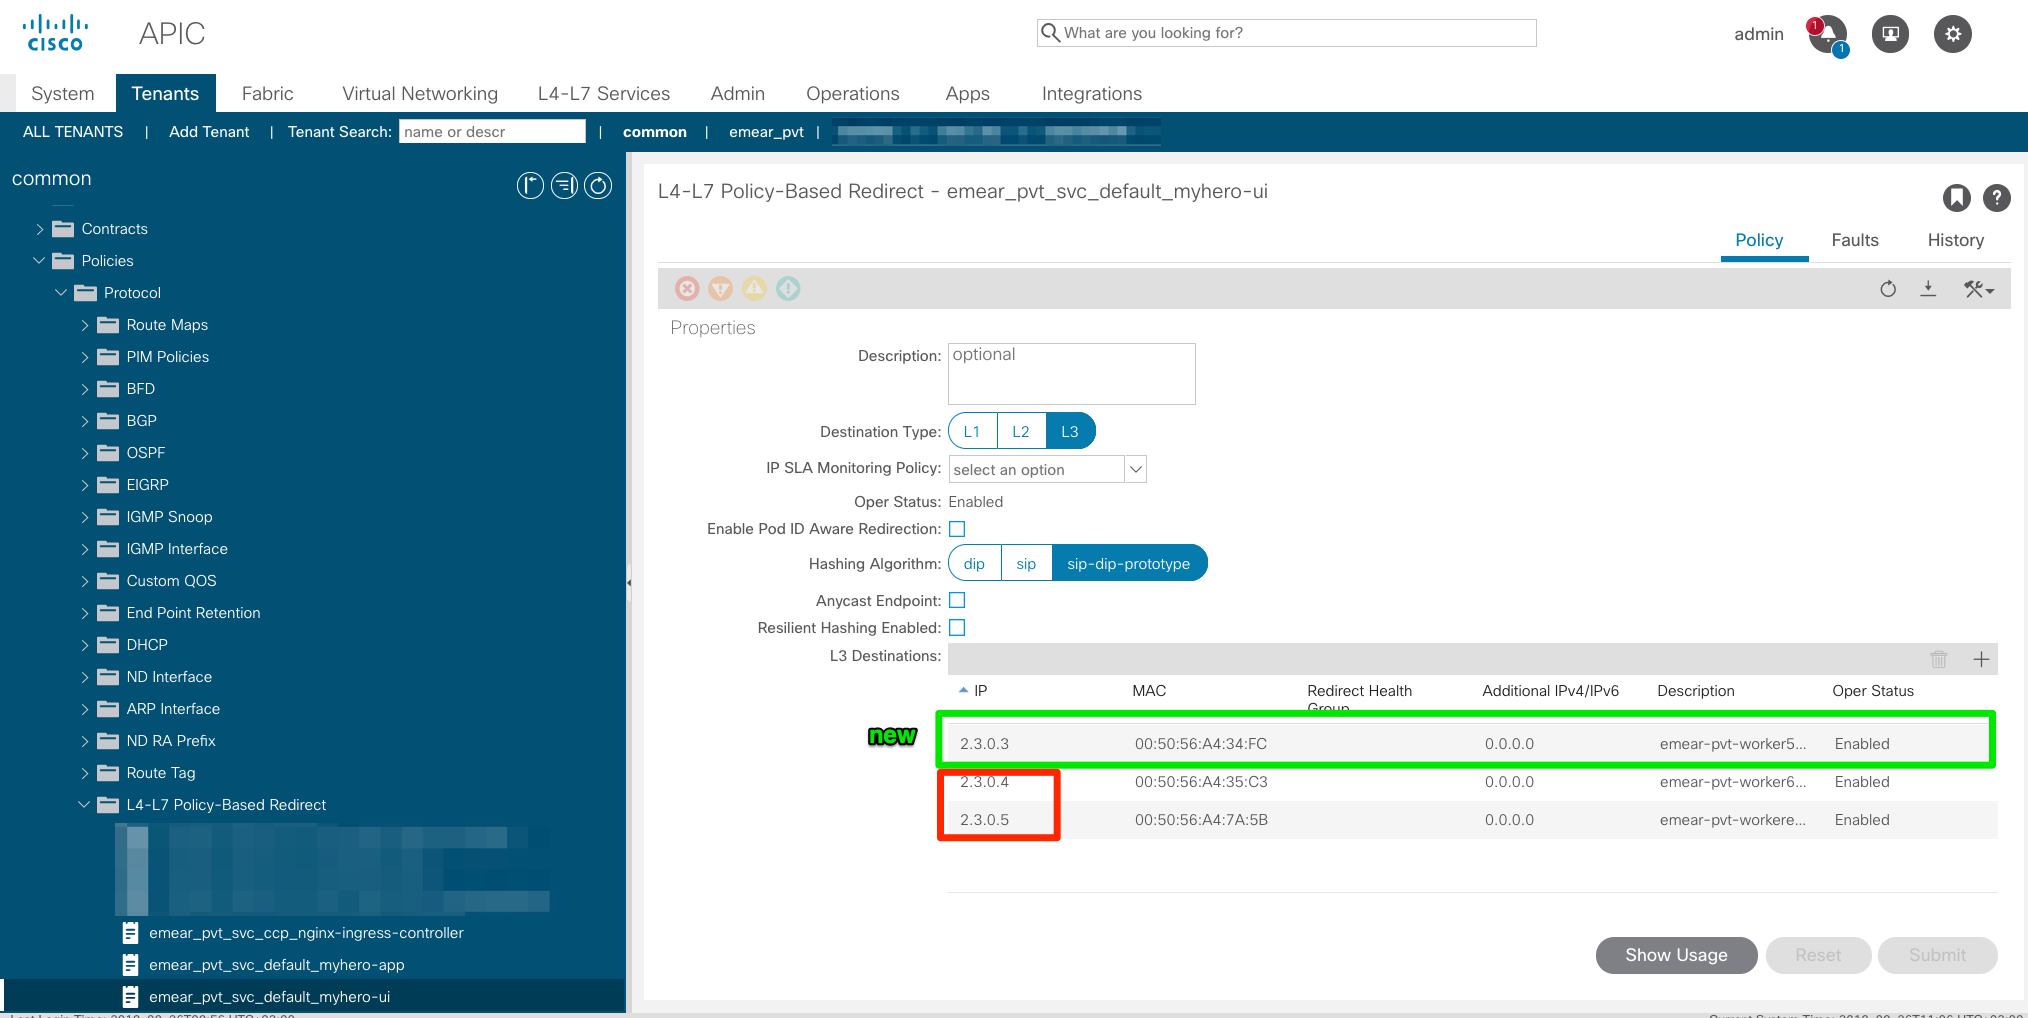 cisco
APIC
What are you looking for?
admin
1
1
System Tenants Fabric Virtual Networking L4-L7 Services Admin Operations Apps Integrations
ALL TENANTS | Add Tenant | Tenant Search: name or descr | common | emear_pvt |
common
Contracts
Policies
Protocol
Route Maps
PIM Policies
BFD
BGP
OSPF
EIGRP
IGMP Snoop
IGMP Interface
Custom QOS
End Point Retention
DHCP
ND Interface
ARP Interface
ND RA Prefix
Route Tag
L4-L7 Policy-Based Redirect
emear_pvt_svc_ccp_nginx-ingress-controller
emear_pvt_svc_default_myhero-app
emear_pvt_svc_default_myhero-ui
L4-L7 Policy-Based Redirect - emear_pvt_svc_default_myhero-ui
Policy Faults History
Properties
Description: optional
Destination Type: L1 L2 L3
IP SLA Monitoring Policy: select an option
Oper Status: Enabled
Enable Pod ID Aware Redirection:
Hashing Algorithm: dip sip sip-dip-prototype
Anycast Endpoint:
Resilient Hashing Enabled:
L3 Destinations:
IP MAC Redirect Health Group Additional IPv4/IPv6 Description Oper Status
new
2.3.0.3 00:50:56:A4:34:FC 0.0.0.0 emear-pvt-worker5... Enabled
2.3.0.4 00:50:56:A4:35:C3 0.0.0.0 emear-pvt-worker6... Enabled
2.3.0.5 00:50:56:A4:7A:5B 0.0.0.0 emear-pvt-workere... Enabled
Show Usage Reset Submit